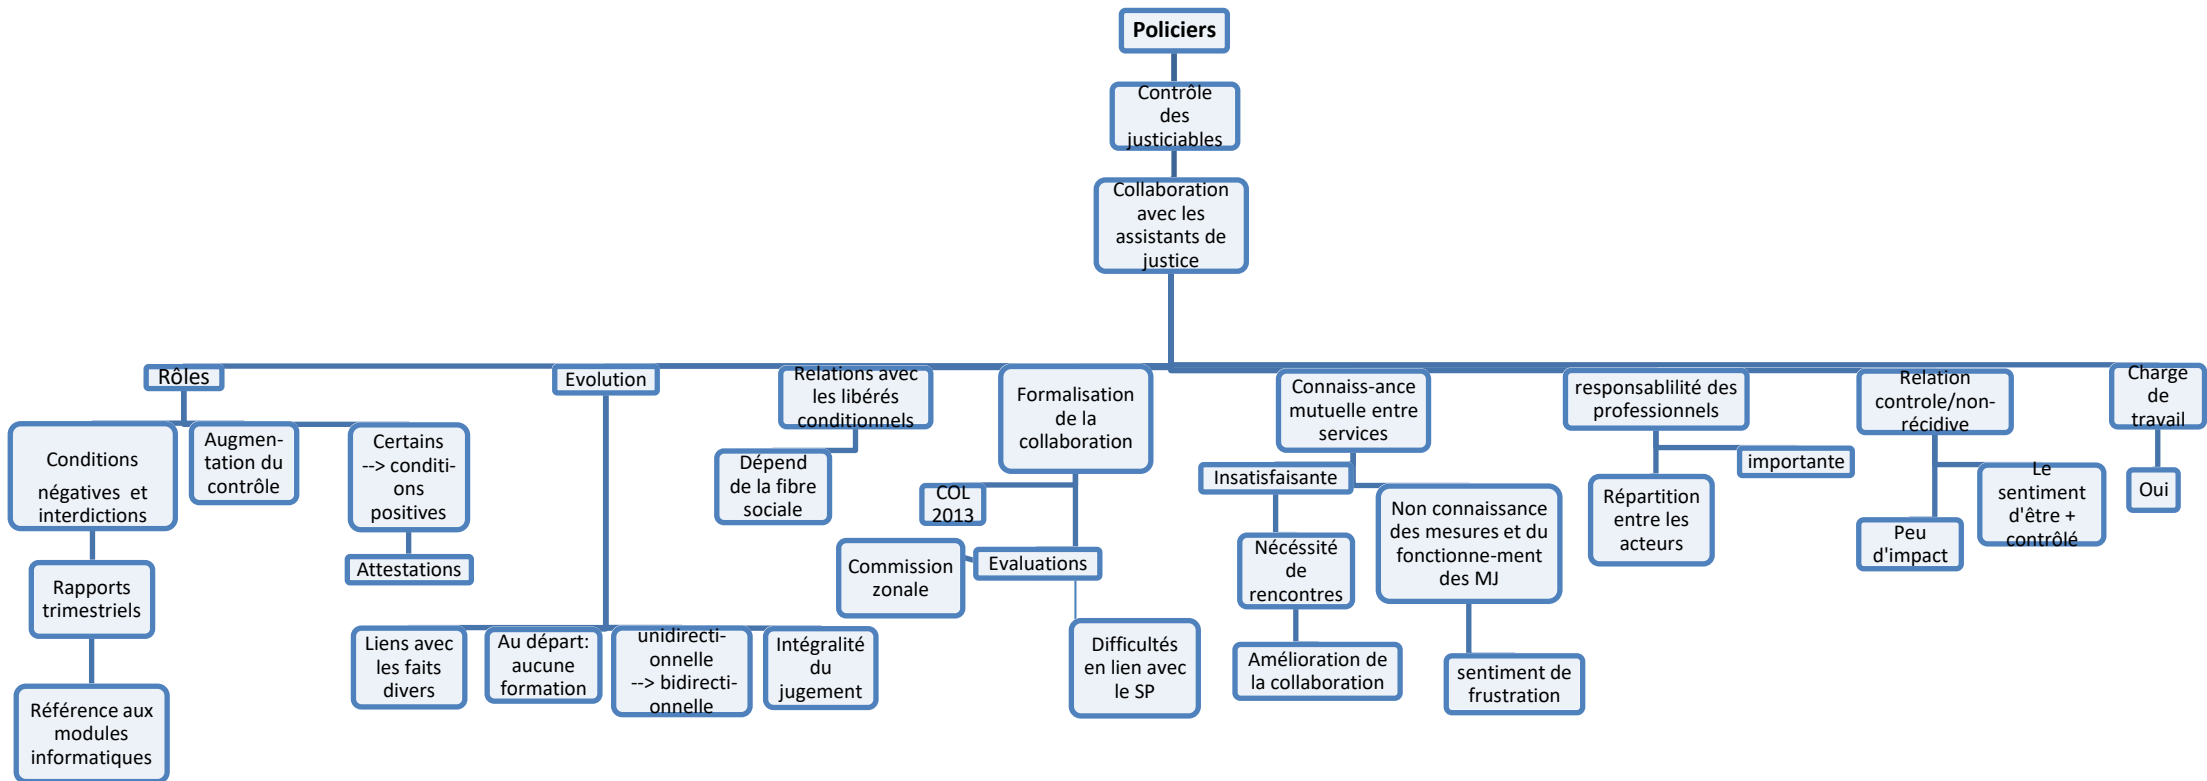 Policiers
Contrôle
des
justiciables
Collaboration
avec les
assistants de
justice
Rôles
Conditions
négatives et
interdictions
Rapports
trimestriels
Référence aux
modules
informatiques
Augmen-
tation du
contrôle
Certains
--> conditi-
ons
positives
Attestations
Evolution
Liens avec
les faits
divers
Au départ:
aucune
formation
unidirecti-
onnelle
--> bidirecti-
onnelle
Intégralité
du
jugement
Relations avec
les libérés
conditionnels
Dépend
de la fibre
sociale
Formalisation
de la
collaboration
COL
2013
Evaluations
Commission
zonale
Difficultés
en lien avec
le SP
Connaiss-ance
mutuelle entre
services
Insatisfaisante
Nécéssité
de
rencontres
Amélioration de
la collaboration
Non connaissance
des mesures et du
fonctionne-ment
des MJ
sentiment de
frustration
responsablilité des
professionnels
Répartition
entre les
acteurs
importante
Relation
controle/non-
récidive
Peu
d'impact
Le
sentiment
d'être +
contrôlé
Charge
de
travail
Oui